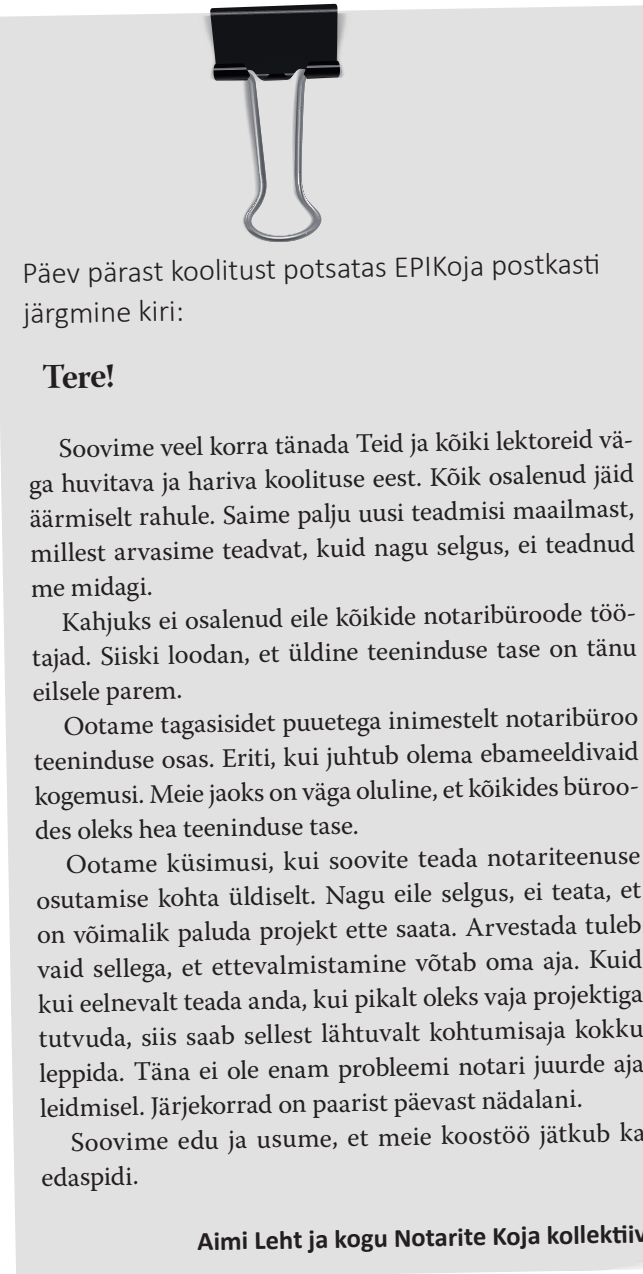 Päev pärast koolitust potsatas EPIKoja postkasti
järgmine kiri:
Tere!
Soovime veel korra tänada Teid ja kõiki lektoreid vä-
ga huvitava ja hariva koolituse eest. Kõik osalenud jäid
äärmiselt rahule. Saime palju uusi teadmisi maailmast,
millest arvasime teadvat, kuid nagu selgus, ei teadnud
me midagi.
Kahjuks ei osalenud eile kõikide notaribüroode töö-
tajad. Siiski loodan, et üldine teeninduse tase on tänu
eilsele parem.
Ootame tagasisidet puuetega inimestelt notaribüroo
teeninduse osas. Eriti, kui juhtub olema ebameeldivaid
kogemusi. Meie jaoks on väga oluline, et kõikides büroo-
des oleks hea teeninduse tase.
Ootame küsimusi, kui soovite teada notariteenuse
osutamise kohta üldiselt. Nagu eile selgus, ei teata, et
on võimalik paluda projekt ette saata. Arvestada tuleb
vaid sellega, et ettevalmistamine võtab oma aja. Kuid
kui eelnevalt teada anda, kui pikalt oleks vaja projektiga
tutvuda, siis saab sellest lähtuvalt kohtumisaja kokku
leppida. Täna ei ole enam probleemi notari juurde aja
leidmisel. Järjekorrad on paarist päevast nädalani.
Soovime edu ja usume, et meie koostöö jätkub ka
edaspidi.
Aimi Leht ja kogu Notarite Koja kollektiiv